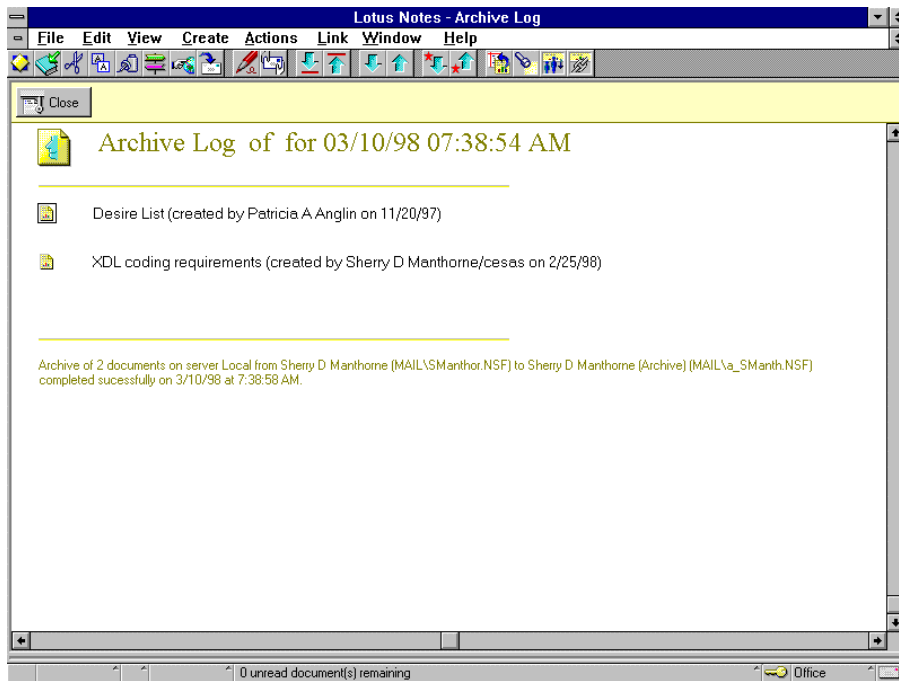 Lotus Notes - Archive Log
File Edit View Create Actions Link Window Help
Close
Archive Log of for 03/10/98 07:38:54 AM
Desire List (created by Patricia A Anglin on 11/20/97)
XDL coding requirements (created by Sherry D Manthorne/cesas on 2/25/98)
Archive of 2 documents on server Local from Sherry D Manthorne (MAIL\SManthor.NSF) to Sherry D Manthorne (Archive) (MAIL\a_SManth.NSF)
completed sucessfully on 3/10/98 at 7:38:58 AM.
0 unread document(s) remaining
Office